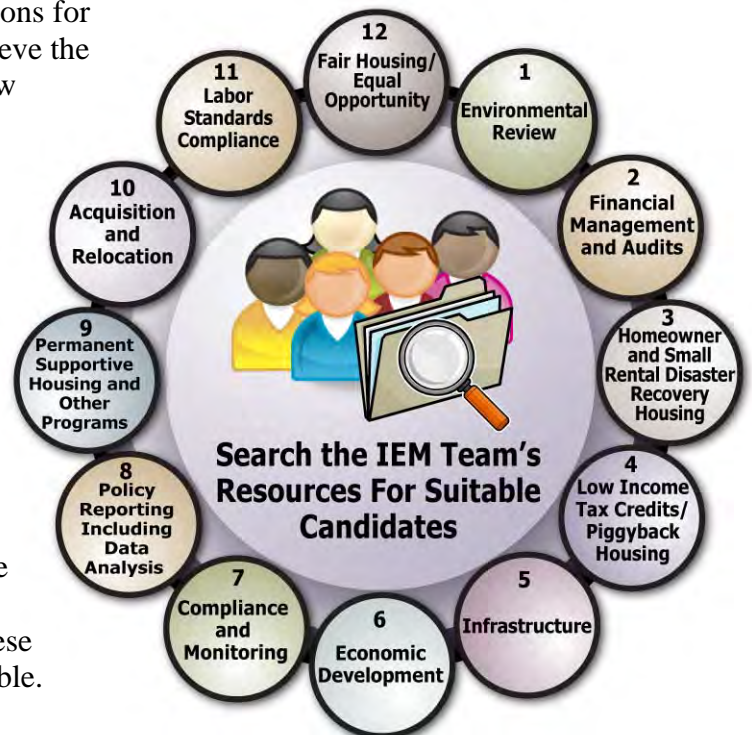 ons for
eve the
w
12
Fair Housing/
Equal
Opportunity
1
Environmental
Review
2
Financial
Management
and Audits
3
Homeowner
and Small
Rental Disaster
Recovery
Housing
4
Low Income
Tax Credits/
Piggyback
Housing
5
Infrastructure
6
Economic
Development
7
Compliance
and
Monitoring
8
Policy
Reporting
Including
Data
Analysis
9
Permanent
Supportive
Housing and
Other
Programs
10
Acquisition
and
Relocation
11
Labor
Standards
Compliance
Search the IEM Team's
Resources For Suitable
Candidates
e
ese
ble.